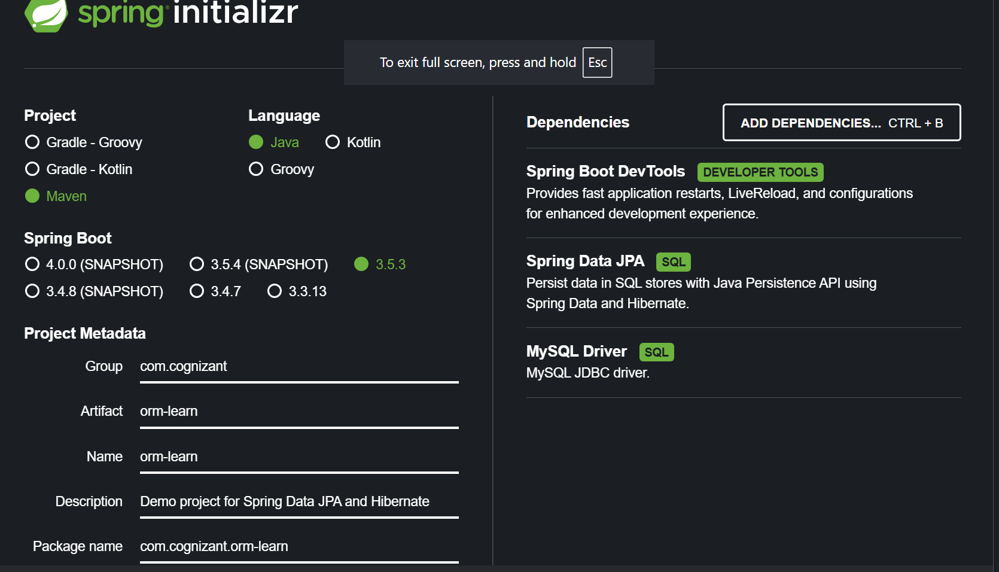 spring initializr
To exit full screen, press and hold Esc
Project
Gradle - Groovy
Gradle - Kotlin
Maven
Language
Java Kotlin
Groovy
Spring Boot
4.0.0 (SNAPSHOT) 3.5.4 (SNAPSHOT) 3.5.3
3.4.8 (SNAPSHOT) 3.4.7 3.3.13
Project Metadata
Group com.cognizant
Artifact orm-learn
Name orm-learn
Description Demo project for Spring Data JPA and Hibernate
Package name com.cognizant.orm-learn
Dependencies
ADD DEPENDENCIES... CTRL + B
Spring Boot DevTools DEVELOPER TOOLS
Provides fast application restarts, LiveReload, and configurations
for enhanced development experience.
Spring Data JPA SQL
Persist data in SQL stores with Java Persistence API using
Spring Data and Hibernate.
MySQL Driver SQL
MySQL JDBC driver.